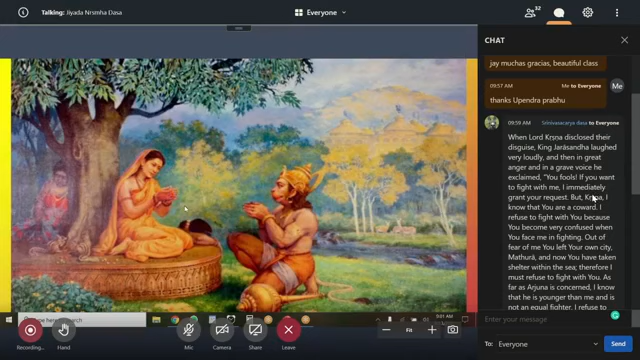 Talking: Jiyada Nrsmha Dasa
Everyone
32
CHAT
jay muchas gracias, beautiful class
09:57 AM Me to Everyone
Me
thanks Upendra prabhu
09:59 AM Srinivasacarya dasa to Everyone
When Lord Kṛṣṇa disclosed their
disguise, King Jarāsandha laughed
very loudly, and then in great
anger and in a grave voice he
exclaimed, "You fools! If you want
to fight with me, I immediately
grant your request. But, Kṛṣṇa, I
know that You are a coward. I
refuse to fight with You because
You become very confused when
You face me in fighting. Out of
fear of me You left Your own city,
Mathurā, and now You have taken
shelter within the sea; therefore I
must refuse to fight with You. As
far as Arjuna is concerned, I know
that he is younger than me and is
not an equal fighter. I refuse to
Enter your message
here to search
9:01 AM
Recording...
Hand
Mic
Camera
Share
Leave
Fit
To: Everyone
Send